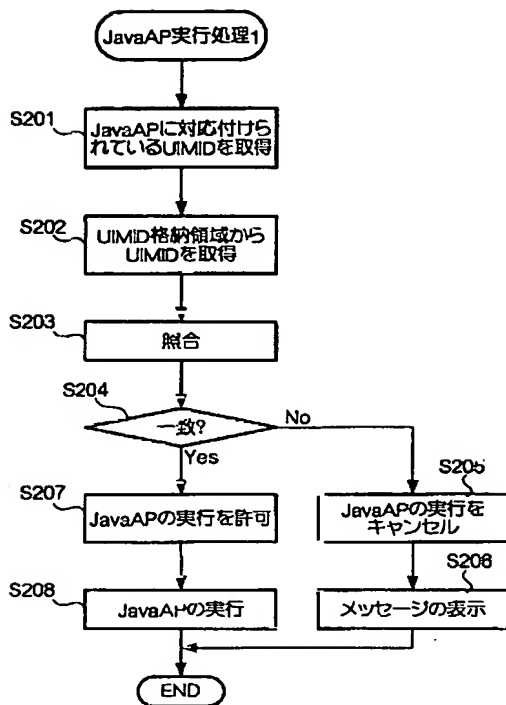 JavaAP実行処理1
S201
JavaAPに対応付けら
れているUIMIDを取得
S202
UIMID格納領域から
UIMIDを取得
S203
照合
S204
一致?
No
Yes
S205
JavaAPの実行を
キャンセル
S207
JavaAPの実行を許可
S206
メッセージの表示
S208
JavaAPの実行
END